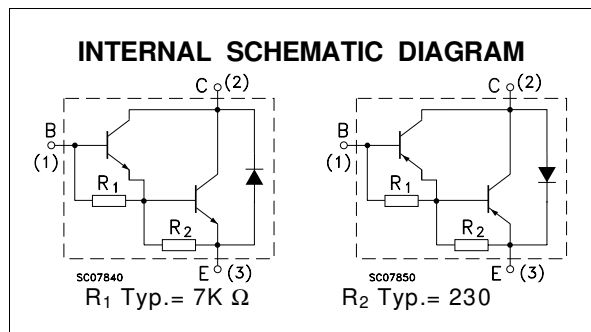 INTERNAL SCHEMATIC DIAGRAM
C (2) C (2)
B B
(1) (1)
R1 R1
R2 R2
E (3) E (3)
SC07840 SC07850
R1 Typ.= 7K Ω R2 Typ.= 230